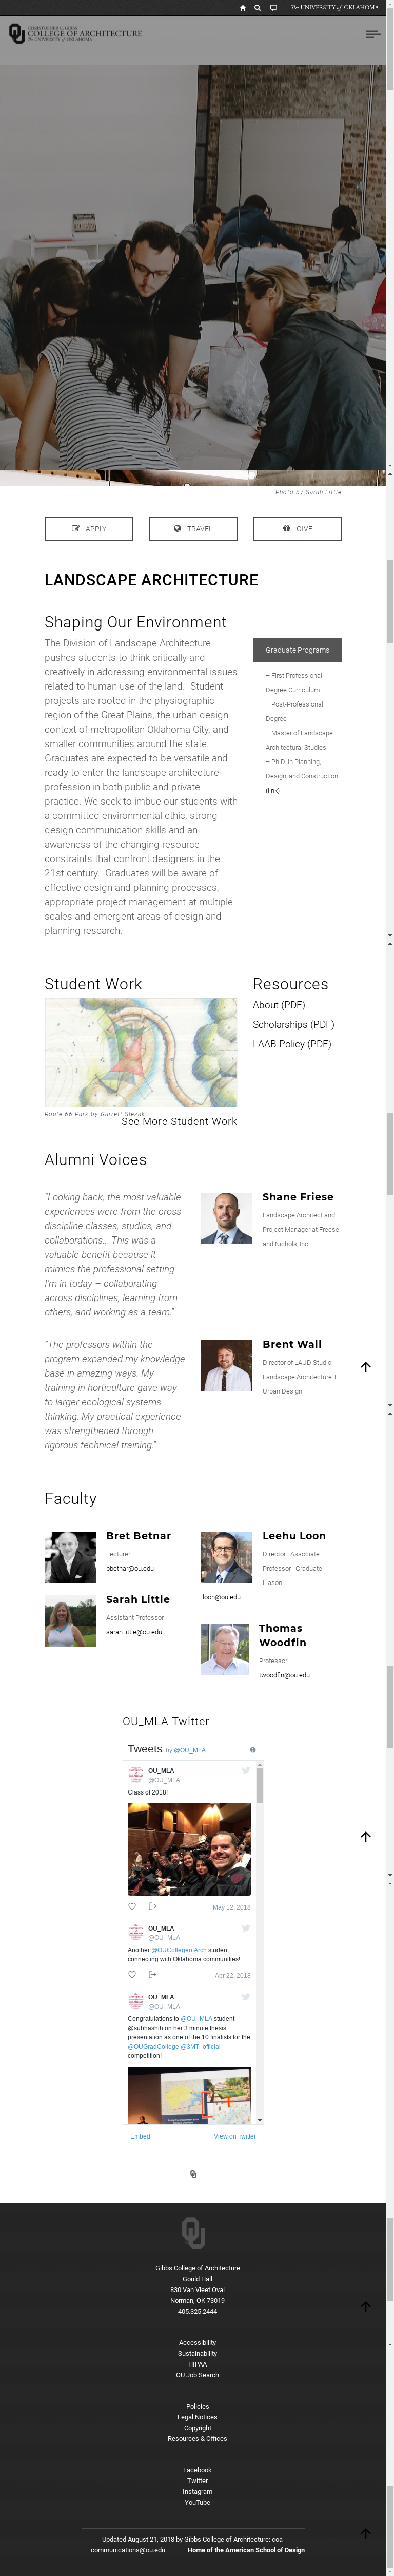 The UNIVERSITY of OKLAHOMA
CHRISTOPHER C. GIBBS
COLLEGE OF ARCHITECTURE
The UNIVERSITY of OKLAHOMA
Photo by Sarah Little
APPLY
TRAVEL
GIVE
LANDSCAPE ARCHITECTURE
Shaping Our Environment
The Division of Landscape Architecture
pushes students to think critically and
creatively in addressing environmental issues
related to human use of the land. Student
projects are rooted in the physiographic
region of the Great Plains, the urban design
context of metropolitan Oklahoma City, and
smaller communities around the state.
Graduates are expected to be versatile and
ready to enter the landscape architecture
profession in both public and private
practice. We seek to imbue our students with
a committed environmental ethic, strong
design communication skills and an
awareness of the changing resource
constraints that confront designers in the
21st century. Graduates will be aware of
effective design and planning processes,
appropriate project management at multiple
scales and emergent areas of design and
planning research.
Graduate Programs
– First Professional
Degree Curriculum
– Post-Professional
Degree
– Master of Landscape
Architectural Studies
– Ph.D. in Planning,
Design, and Construction
(link)
Student Work
Route 66 Park by Garrett Slezak
See More Student Work
Resources
About (PDF)
Scholarships (PDF)
LAAB Policy (PDF)
Alumni Voices
“Looking back, the most valuable
experiences were from the cross-
discipline classes, studios, and
collaborations… This was a
valuable benefit because it
mimics the professional setting
I’m in today – collaborating
across disciplines, learning from
others, and working as a team.”
Shane Friese
Landscape Architect and
Project Manager at Freese
and Nichols, Inc.
“The professors within the
program expanded my knowledge
base in amazing ways. My
training in horticulture gave way
to larger ecological systems
thinking. My practical experience
was strengthened through
rigorous technical training.”
Brent Wall
Director of LAUD Studio:
Landscape Architecture +
Urban Design
Faculty
Bret Betnar
Lecturer
bbetnar@ou.edu
Sarah Little
Assistant Professor
sarah.little@ou.edu
Leehu Loon
Director | Associate
Professor | Graduate
Liason
lloon@ou.edu
Thomas
Woodfin
Professor
twoodfin@ou.edu
OU_MLA Twitter
Tweets by @OU_MLA
OU_MLA
@OU_MLA
Class of 2018!
May 12, 2018
OU_MLA
@OU_MLA
Another @OUCollegeofArch student
connecting with Oklahoma communities!
Apr 22, 2018
OU_MLA
@OU_MLA
Congratulations to @OU_MLA student
@subhashih on her 3 minute thesis
presentation as one of the 10 finalists for the
@OUGradCollege @3MT_official
competition!
Embed
View on Twitter
Gibbs College of Architecture
Gould Hall
830 Van Vleet Oval
Norman, OK 73019
405.325.2444
Accessibility
Sustainability
HIPAA
OU Job Search
Policies
Legal Notices
Copyright
Resources & Offices
Facebook
Twitter
Instagram
YouTube
Updated August 21, 2018 by Gibbs College of Architecture: coa-
communications@ou.edu Home of the American School of Design